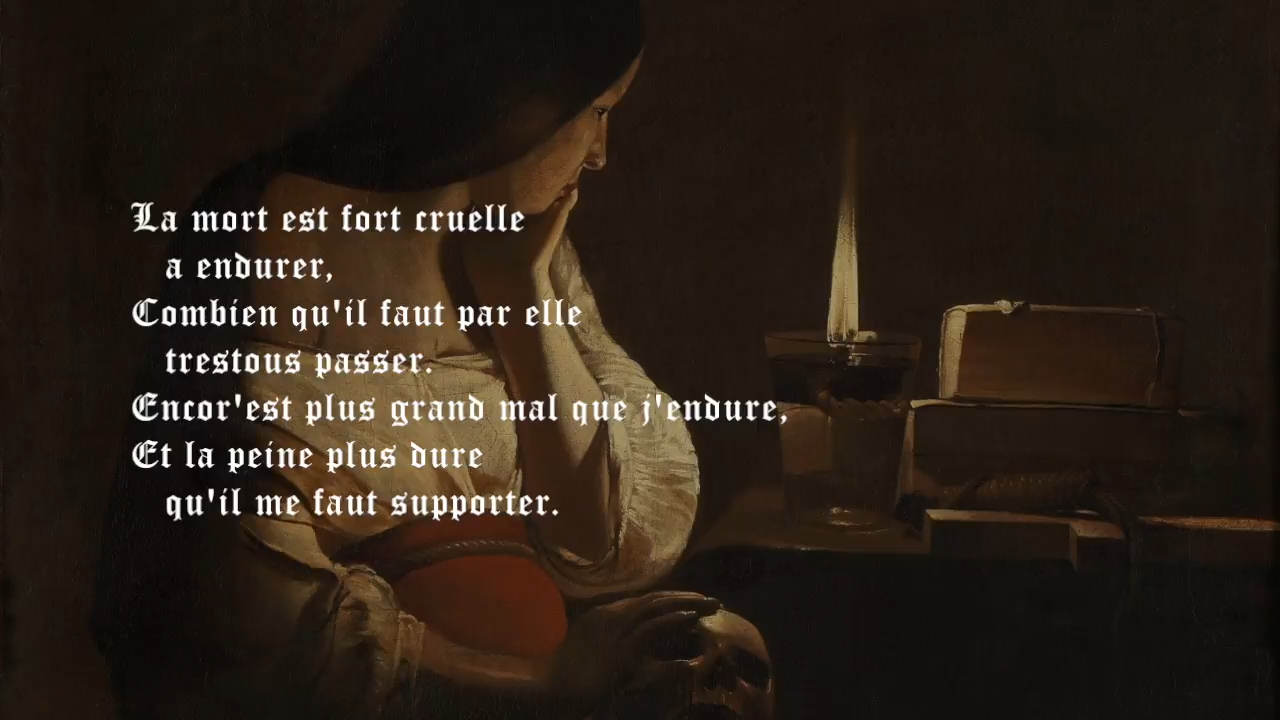 La mort est fort cruelle
a endurer,
Combien qu'il faut par elle
trestous passer.
Encor'est plus grand mal que j'endure,
Et la peine plus dure
qu'il me faut supporter.